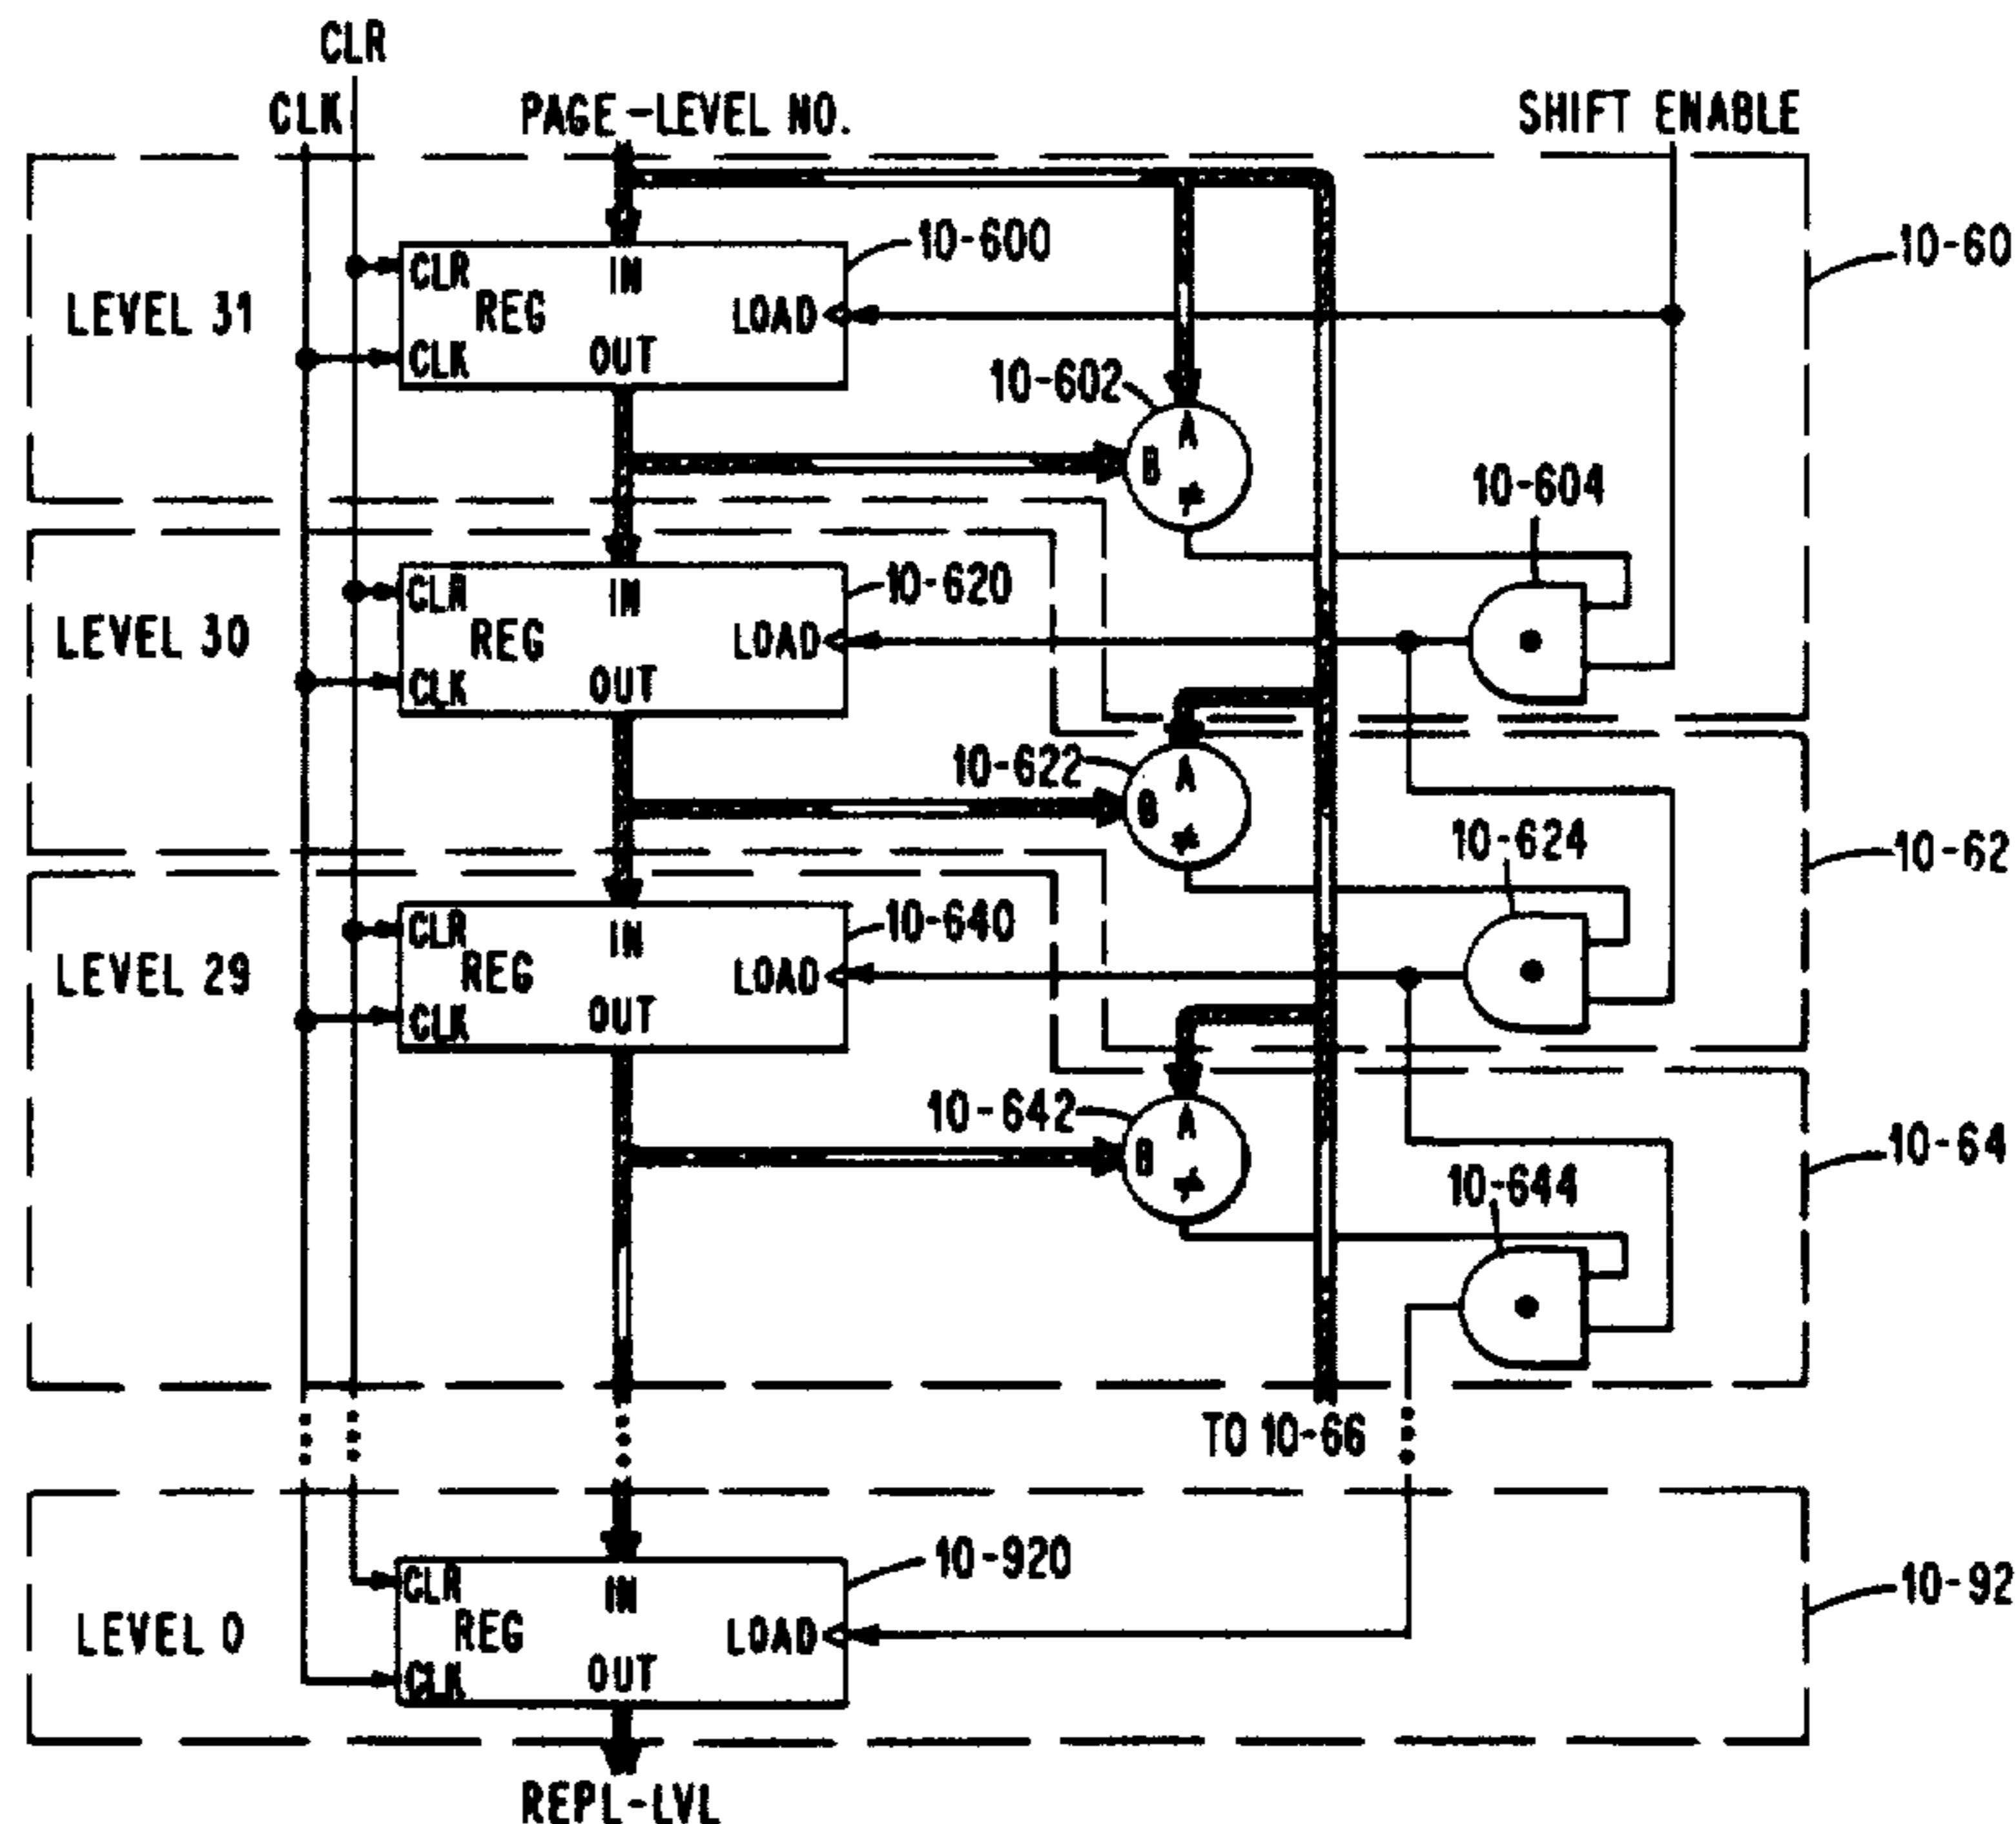 CLR
CLK
PAGE-LEVEL NO.
SHIFT ENABLE
LEVEL 31
CLR
REG
CLK
IN
OUT
LOAD
10-600
10-60
10-602
A
B
≠
10-604
LEVEL 30
CLR
REG
CLK
IN
OUT
LOAD
10-620
10-622
A
B
≠
10-624
10-62
LEVEL 29
CLR
REG
CLK
IN
OUT
LOAD
10-640
10-642
A
B
≠
10-644
10-64
TO 10-66
LEVEL 0
CLR
REG
CLK
IN
OUT
LOAD
10-920
10-92
REPL-LVL